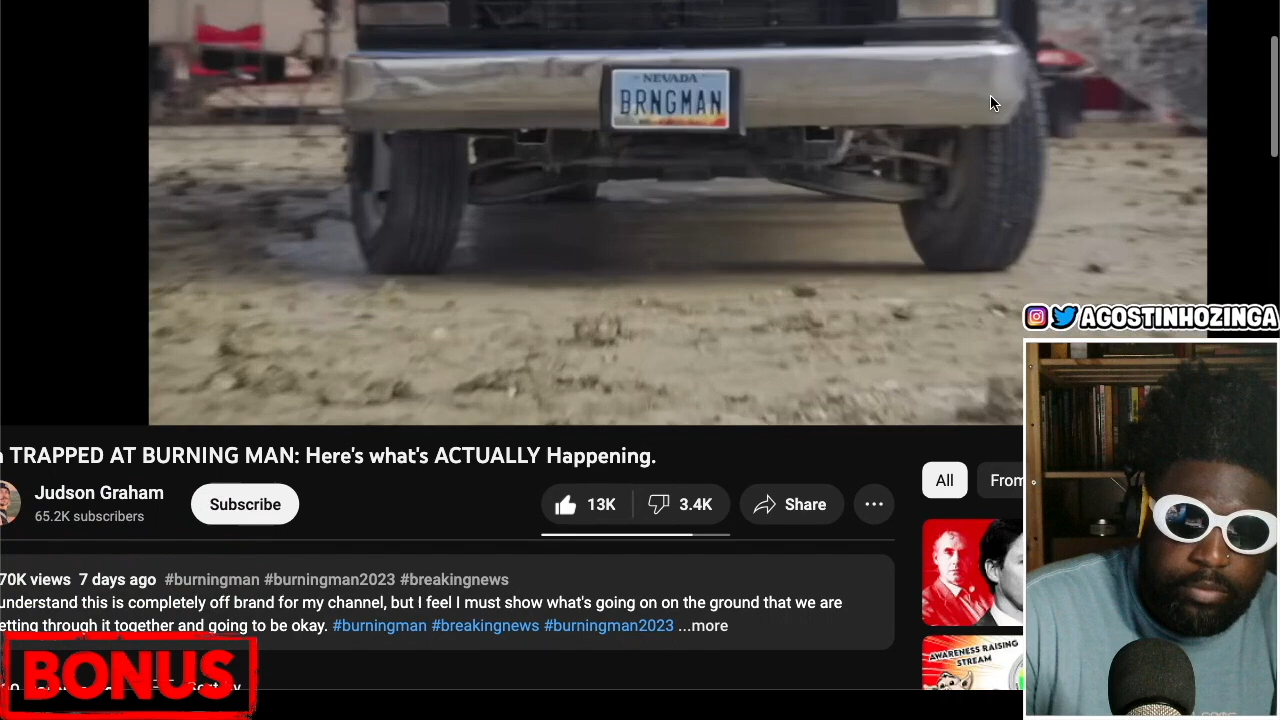 NEVADA
BRNGMAN
AGOSTINHOZINGA
TRAPPED AT BURNING MAN: Here's what's ACTUALLY Happening.
Judson Graham
65.2K subscribers
Subscribe
13K
3.4K
Share
All
From
70K views 7 days ago #burningman #burningman2023 #breakingnews
understand this is completely off brand for my channel, but I feel I must show what's going on on the ground that we are
etting through it together and going to be okay. #burningman #breakingnews #burningman2023 ...more
AWARENESS RAISING
STREAM
BONUS